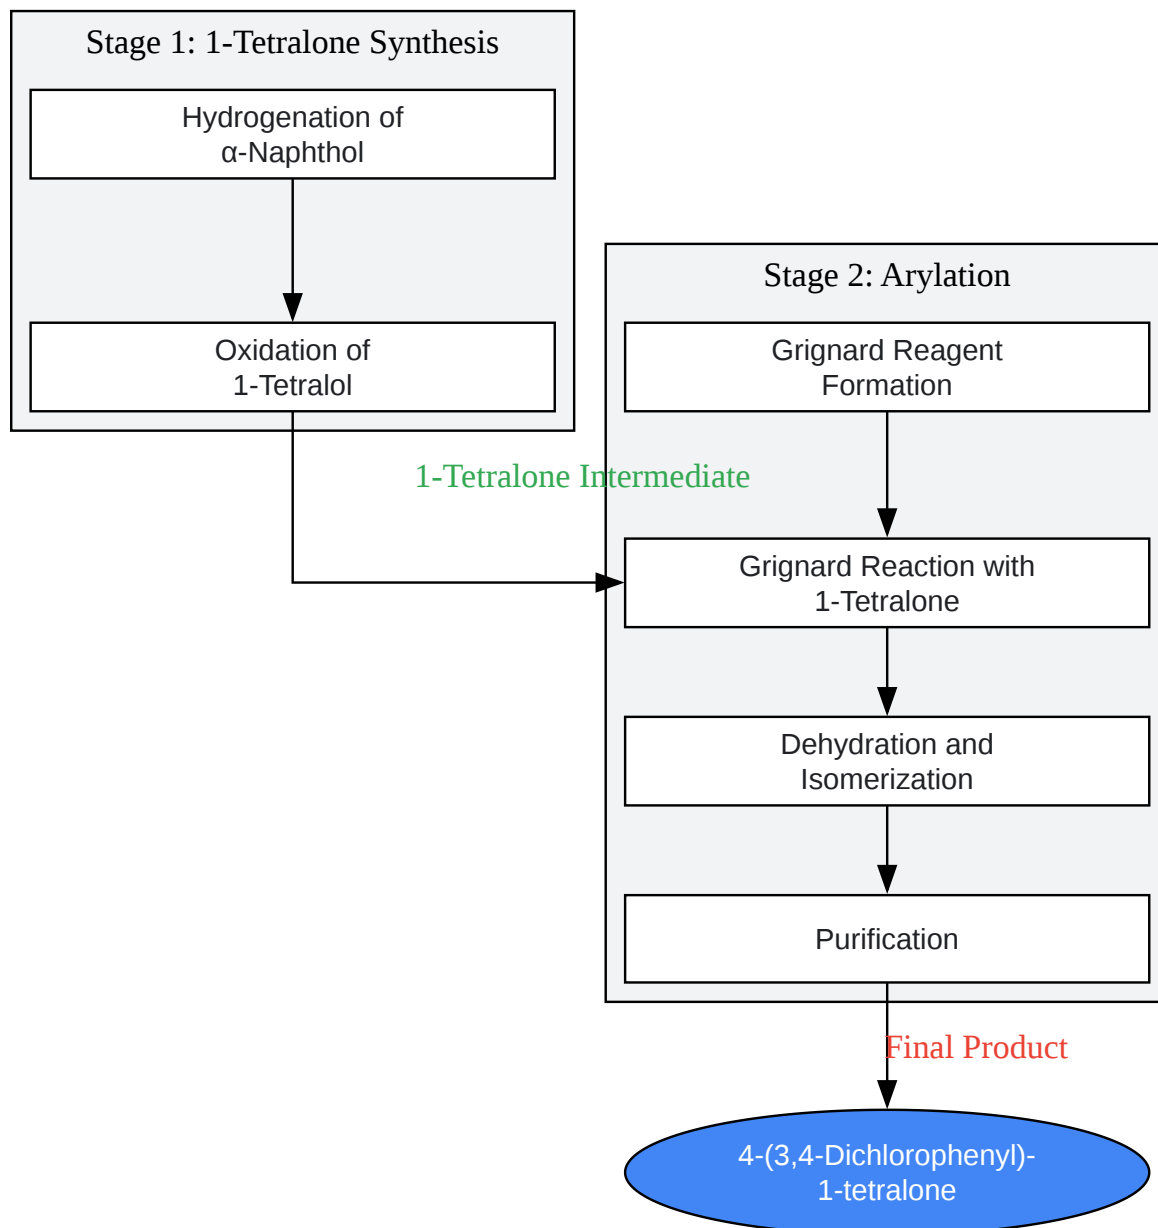 Stage 1: 1-Tetralone Synthesis
Hydrogenation of
α-Naphthol
Oxidation of
1-Tetralol
1-Tetralone Intermediate
Stage 2: Arylation
Grignard Reagent
Formation
Grignard Reaction with
1-Tetralone
Dehydration and
Isomerization
Purification
Final Product
4-(3,4-Dichlorophenyl)-
1-tetralone